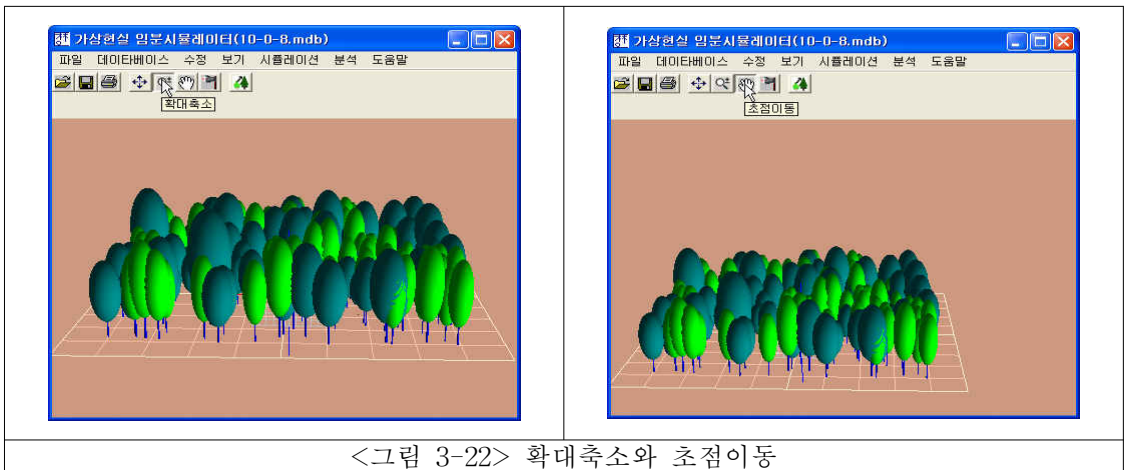 가상현실 임분시뮬레이터(10-0-8.mdb)
파일 데이타베이스 수정 보기 시뮬레이션 분석 도움말
확대축소
가상현실 임분시뮬레이터(10-0-8.mdb)
파일 데이타베이스 수정 보기 시뮬레이션 분석 도움말
초점이동
<그림 3-22> 확대축소와 초점이동